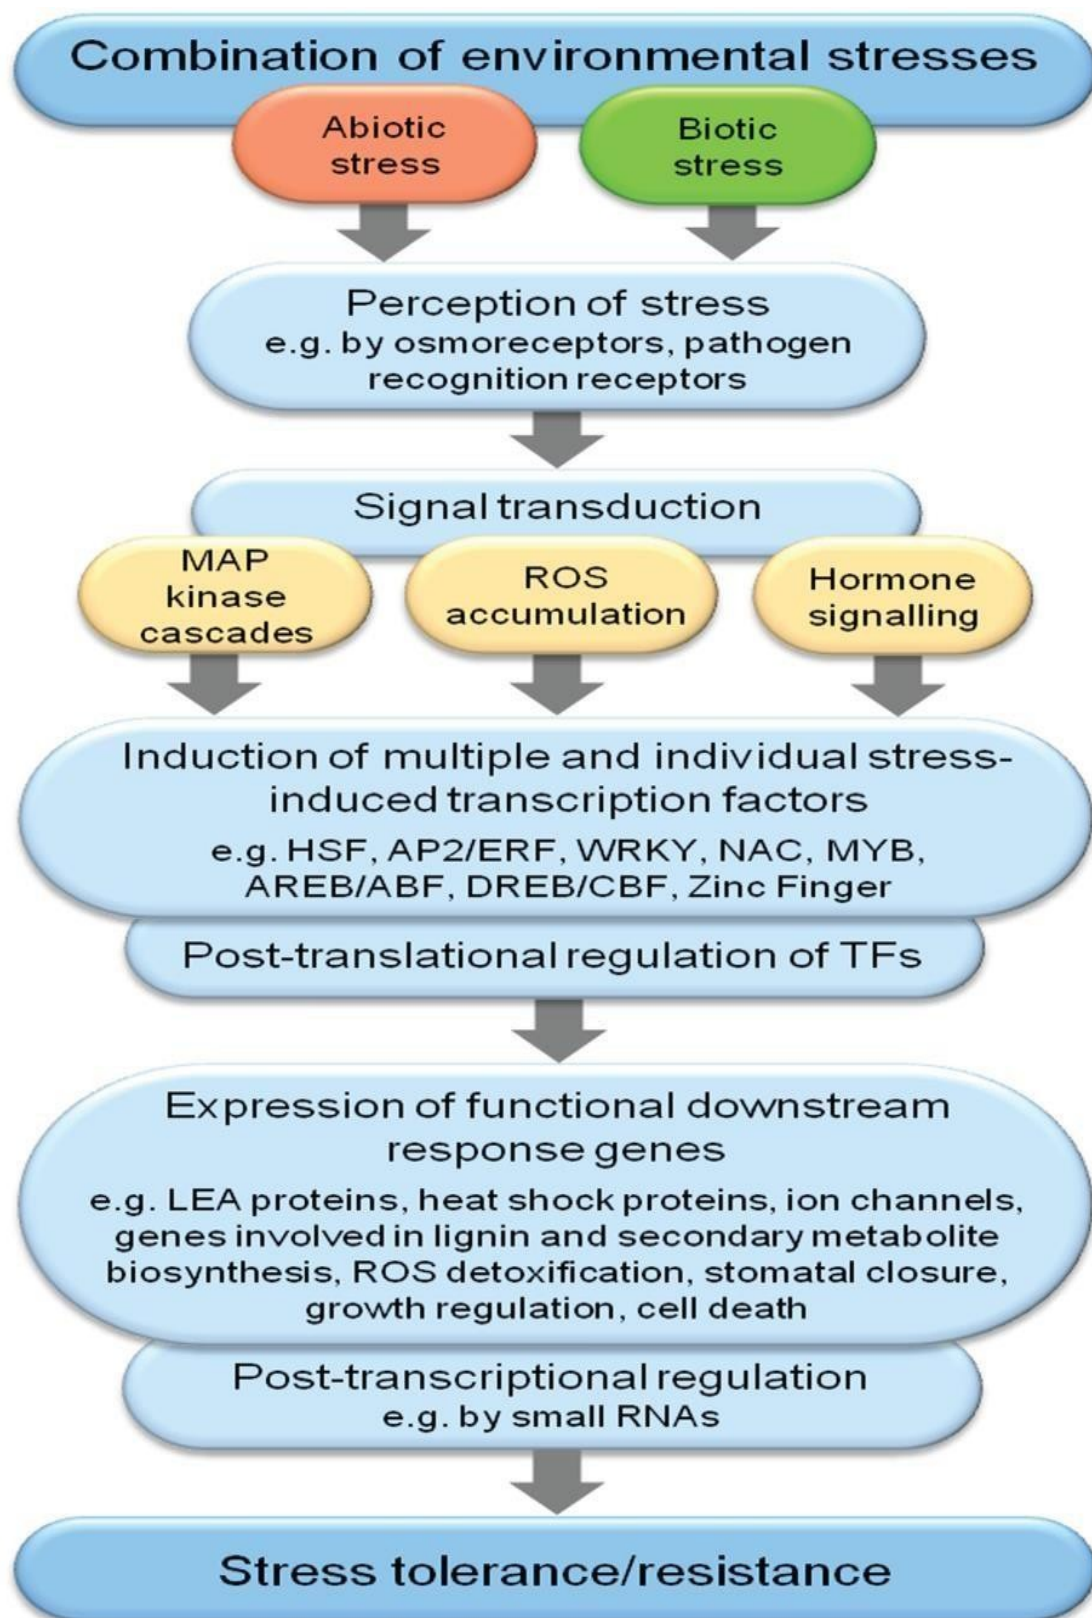 Combination of environmental stresses
Abiotic
stress
Biotic
stress
Perception of stress
e.g. by osmoreceptors, pathogen
recognition receptors
Signal transduction
MAP
kinase
cascades
ROS
accumulation
Hormone
signalling
Induction of multiple and individual stress-
induced transcription factors
e.g. HSF, AP2/ERF, WRKY, NAC, MYB,
AREB/ABF, DREB/CBF, Zinc Finger
Post-translational regulation of TFs
Expression of functional downstream
response genes
e.g. LEA proteins, heat shock proteins, ion channels,
genes involved in lignin and secondary metabolite
biosynthesis, ROS detoxification, stomatal closure,
growth regulation, cell death
Post-transcriptional regulation
e.g. by small RNAs
Stress tolerance/resistance